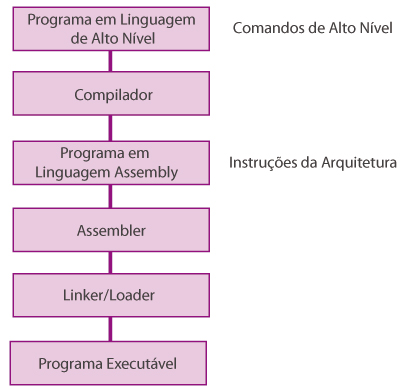 Programa em Linguagem
de Alto Nível
Comandos de Alto Nível
Compilador
Programa em
Linguagem Assembly
Instruções da Arquitetura
Assembler
Linker/Loader
Programa Executável